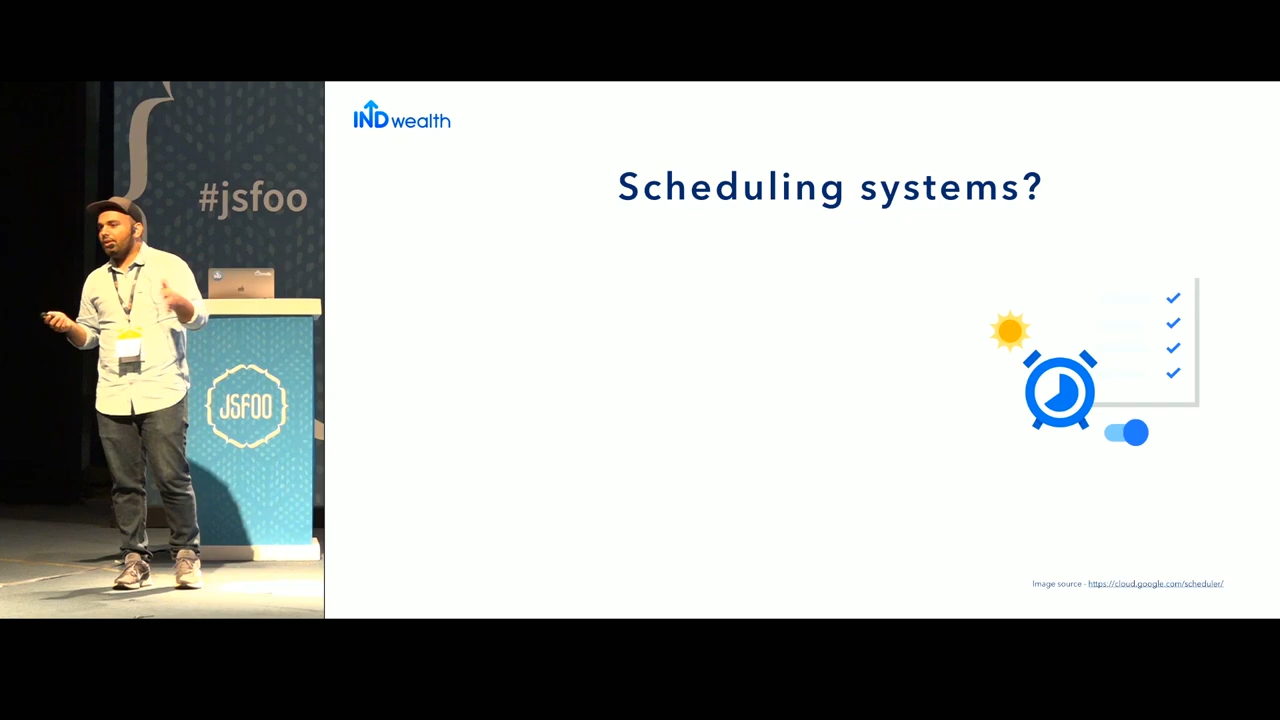 #jsfoo
JSFOO
INDwealth
Scheduling systems?
Image source - https://cloud.google.com/scheduler/